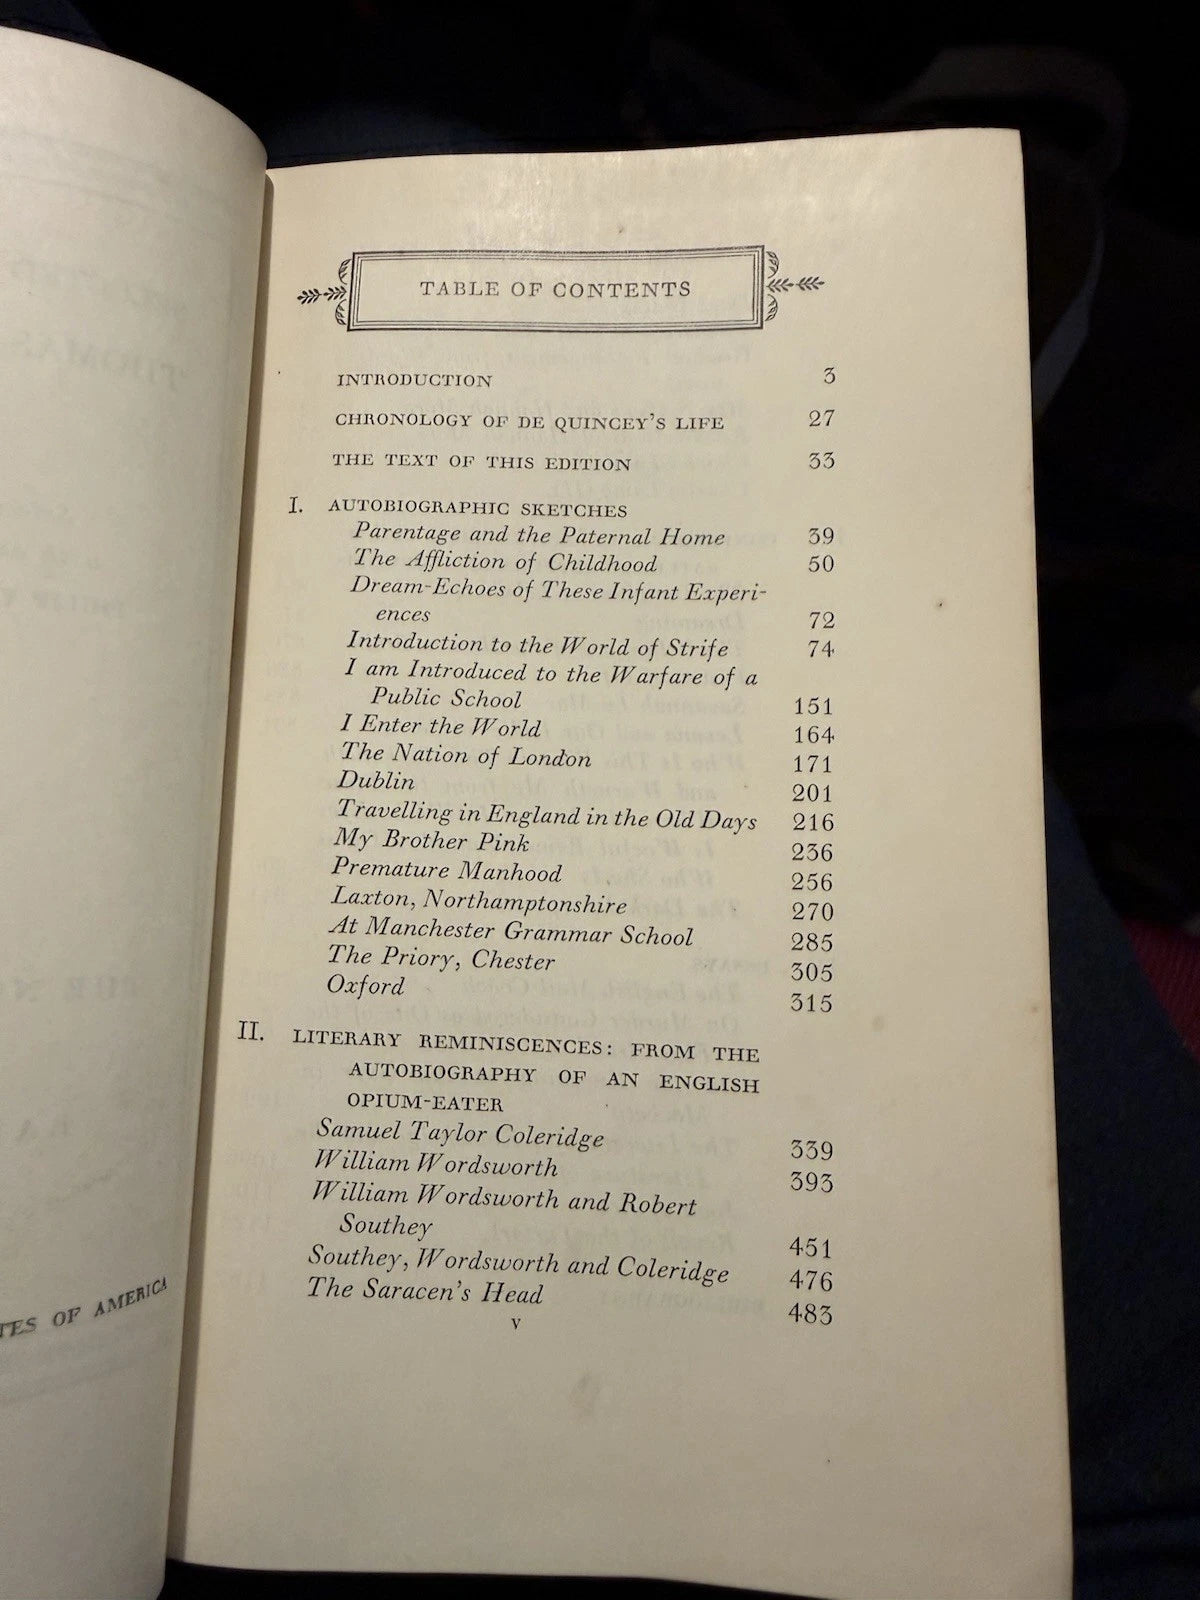 TABLE OF CONTENTS
INTRODUCTION 3
CHRONOLOGY OF DE QUINCEY'S LIFE 27
THE TEXT OF THIS EDITION 33
I. AUTOBIOGRAPHIC SKETCHES
Parentage and the Paternal Home 39
The Affliction of Childhood 50
Dream-Echoes of These Infant Experi-
ences 72
Introduction to the World of Strife 74
I am Introduced to the Warfare of a
Public School 151
I Enter the World 164
The Nation of London 171
Dublin 201
Travelling in England in the Old Days 216
My Brother Pink 236
Premature Manhood 256
Laxton, Northamptonshire 270
At Manchester Grammar School 285
The Priory, Chester 305
Oxford 315
II. LITERARY REMINISCENCES: FROM THE
AUTOBIOGRAPHY OF AN ENGLISH
OPIUM-EATER
Samuel Taylor Coleridge 339
William Wordsworth 393
William Wordsworth and Robert
Southey 451
Southey, Wordsworth and Coleridge 476
The Saracen's Head 483
v
TES OF AMERICA